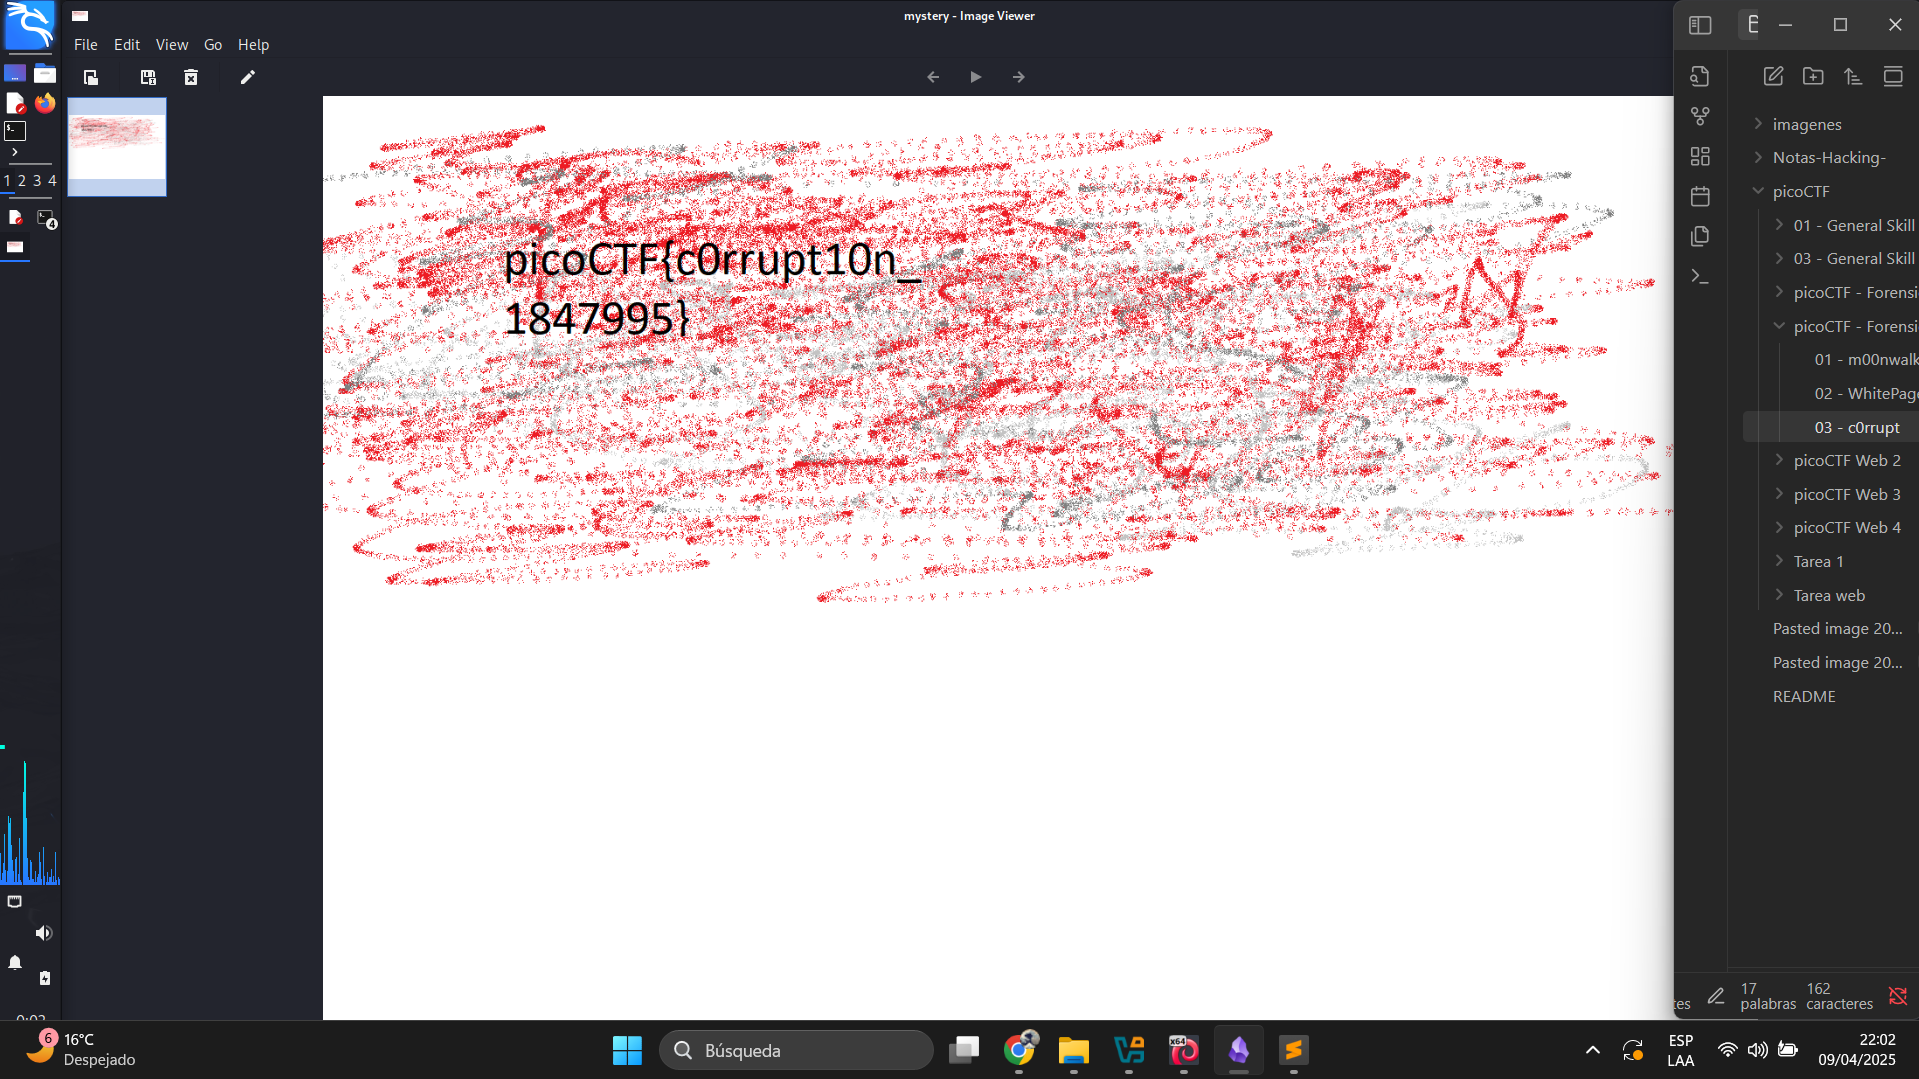 mystery - Image Viewer
File Edit View Go Help
1 2 3 4
4
picoCTF{c0rrupt10n_
1847995}
imagenes
Notas-Hacking-
picoCTF
01 - General Skill
03 - General Skill
picoCTF - Forensi
picoCTF - Forensi
01 - m00nwalk
02 - WhitePage
03 - c0rrupt
picoCTF Web 2
picoCTF Web 3
picoCTF Web 4
Tarea 1
Tarea web
Pasted image 20...
Pasted image 20...
README
tes
17 palabras
162 caracteres
6
16°C
Despejado
Búsqueda
x64
ESP
LAA
22:02
09/04/2025